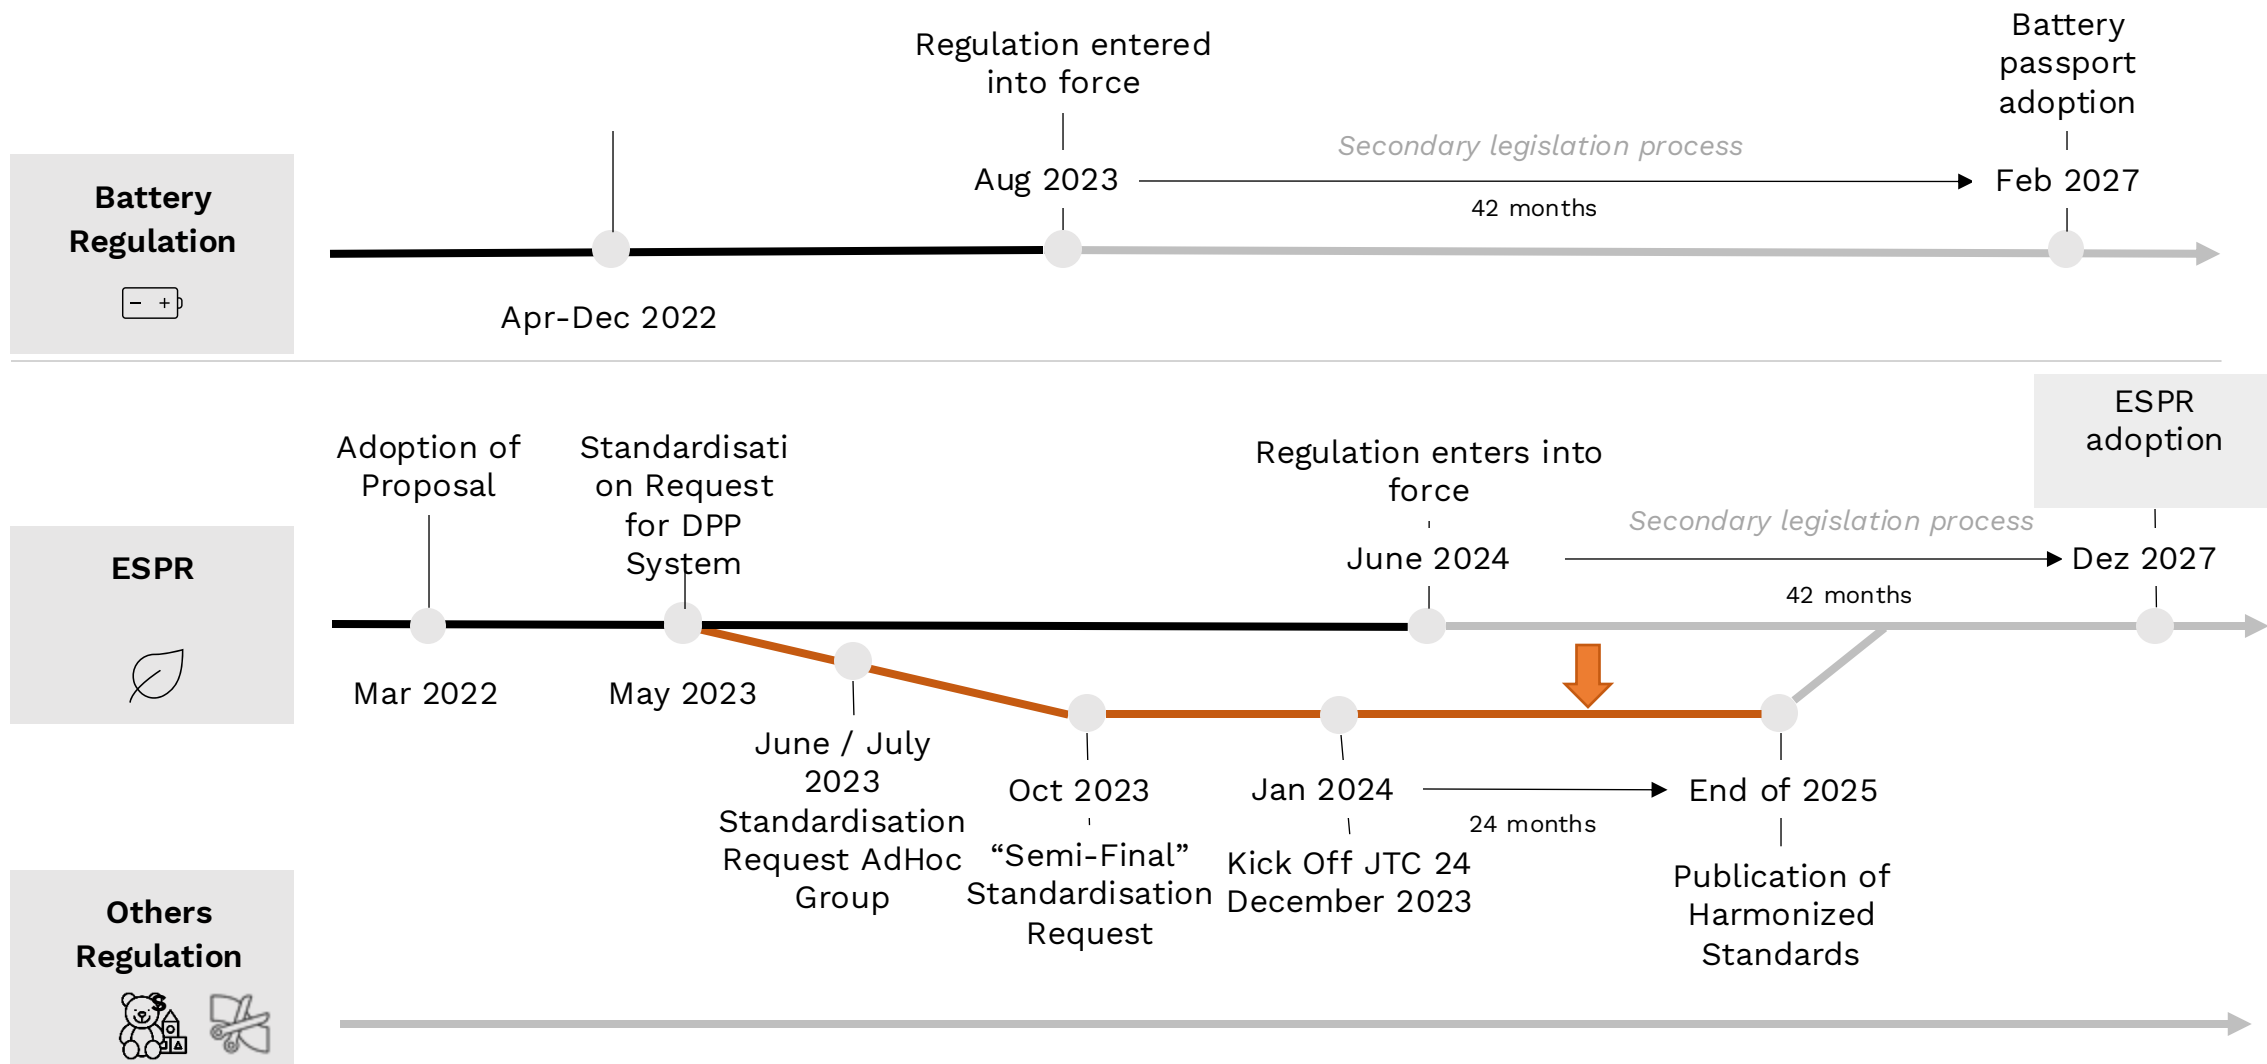 Battery
Regulation
− +
Regulation entered
into force
Aug 2023
Secondary legislation process
42 months
Battery
passport
adoption
Feb 2027
Apr-Dec 2022
ESPR
Adoption of
Proposal
Mar 2022
Standardisati
on Request
for DPP
System
May 2023
Regulation enters into
force
June 2024
Secondary legislation process
42 months
ESPR
adoption
Dez 2027
June / July
2023
Standardisation
Request AdHoc
Group
Oct 2023
“Semi-Final”
Standardisation
Request
Jan 2024
Kick Off JTC 24
December 2023
24 months
End of 2025
Publication of
Harmonized
Standards
Others
Regulation
S